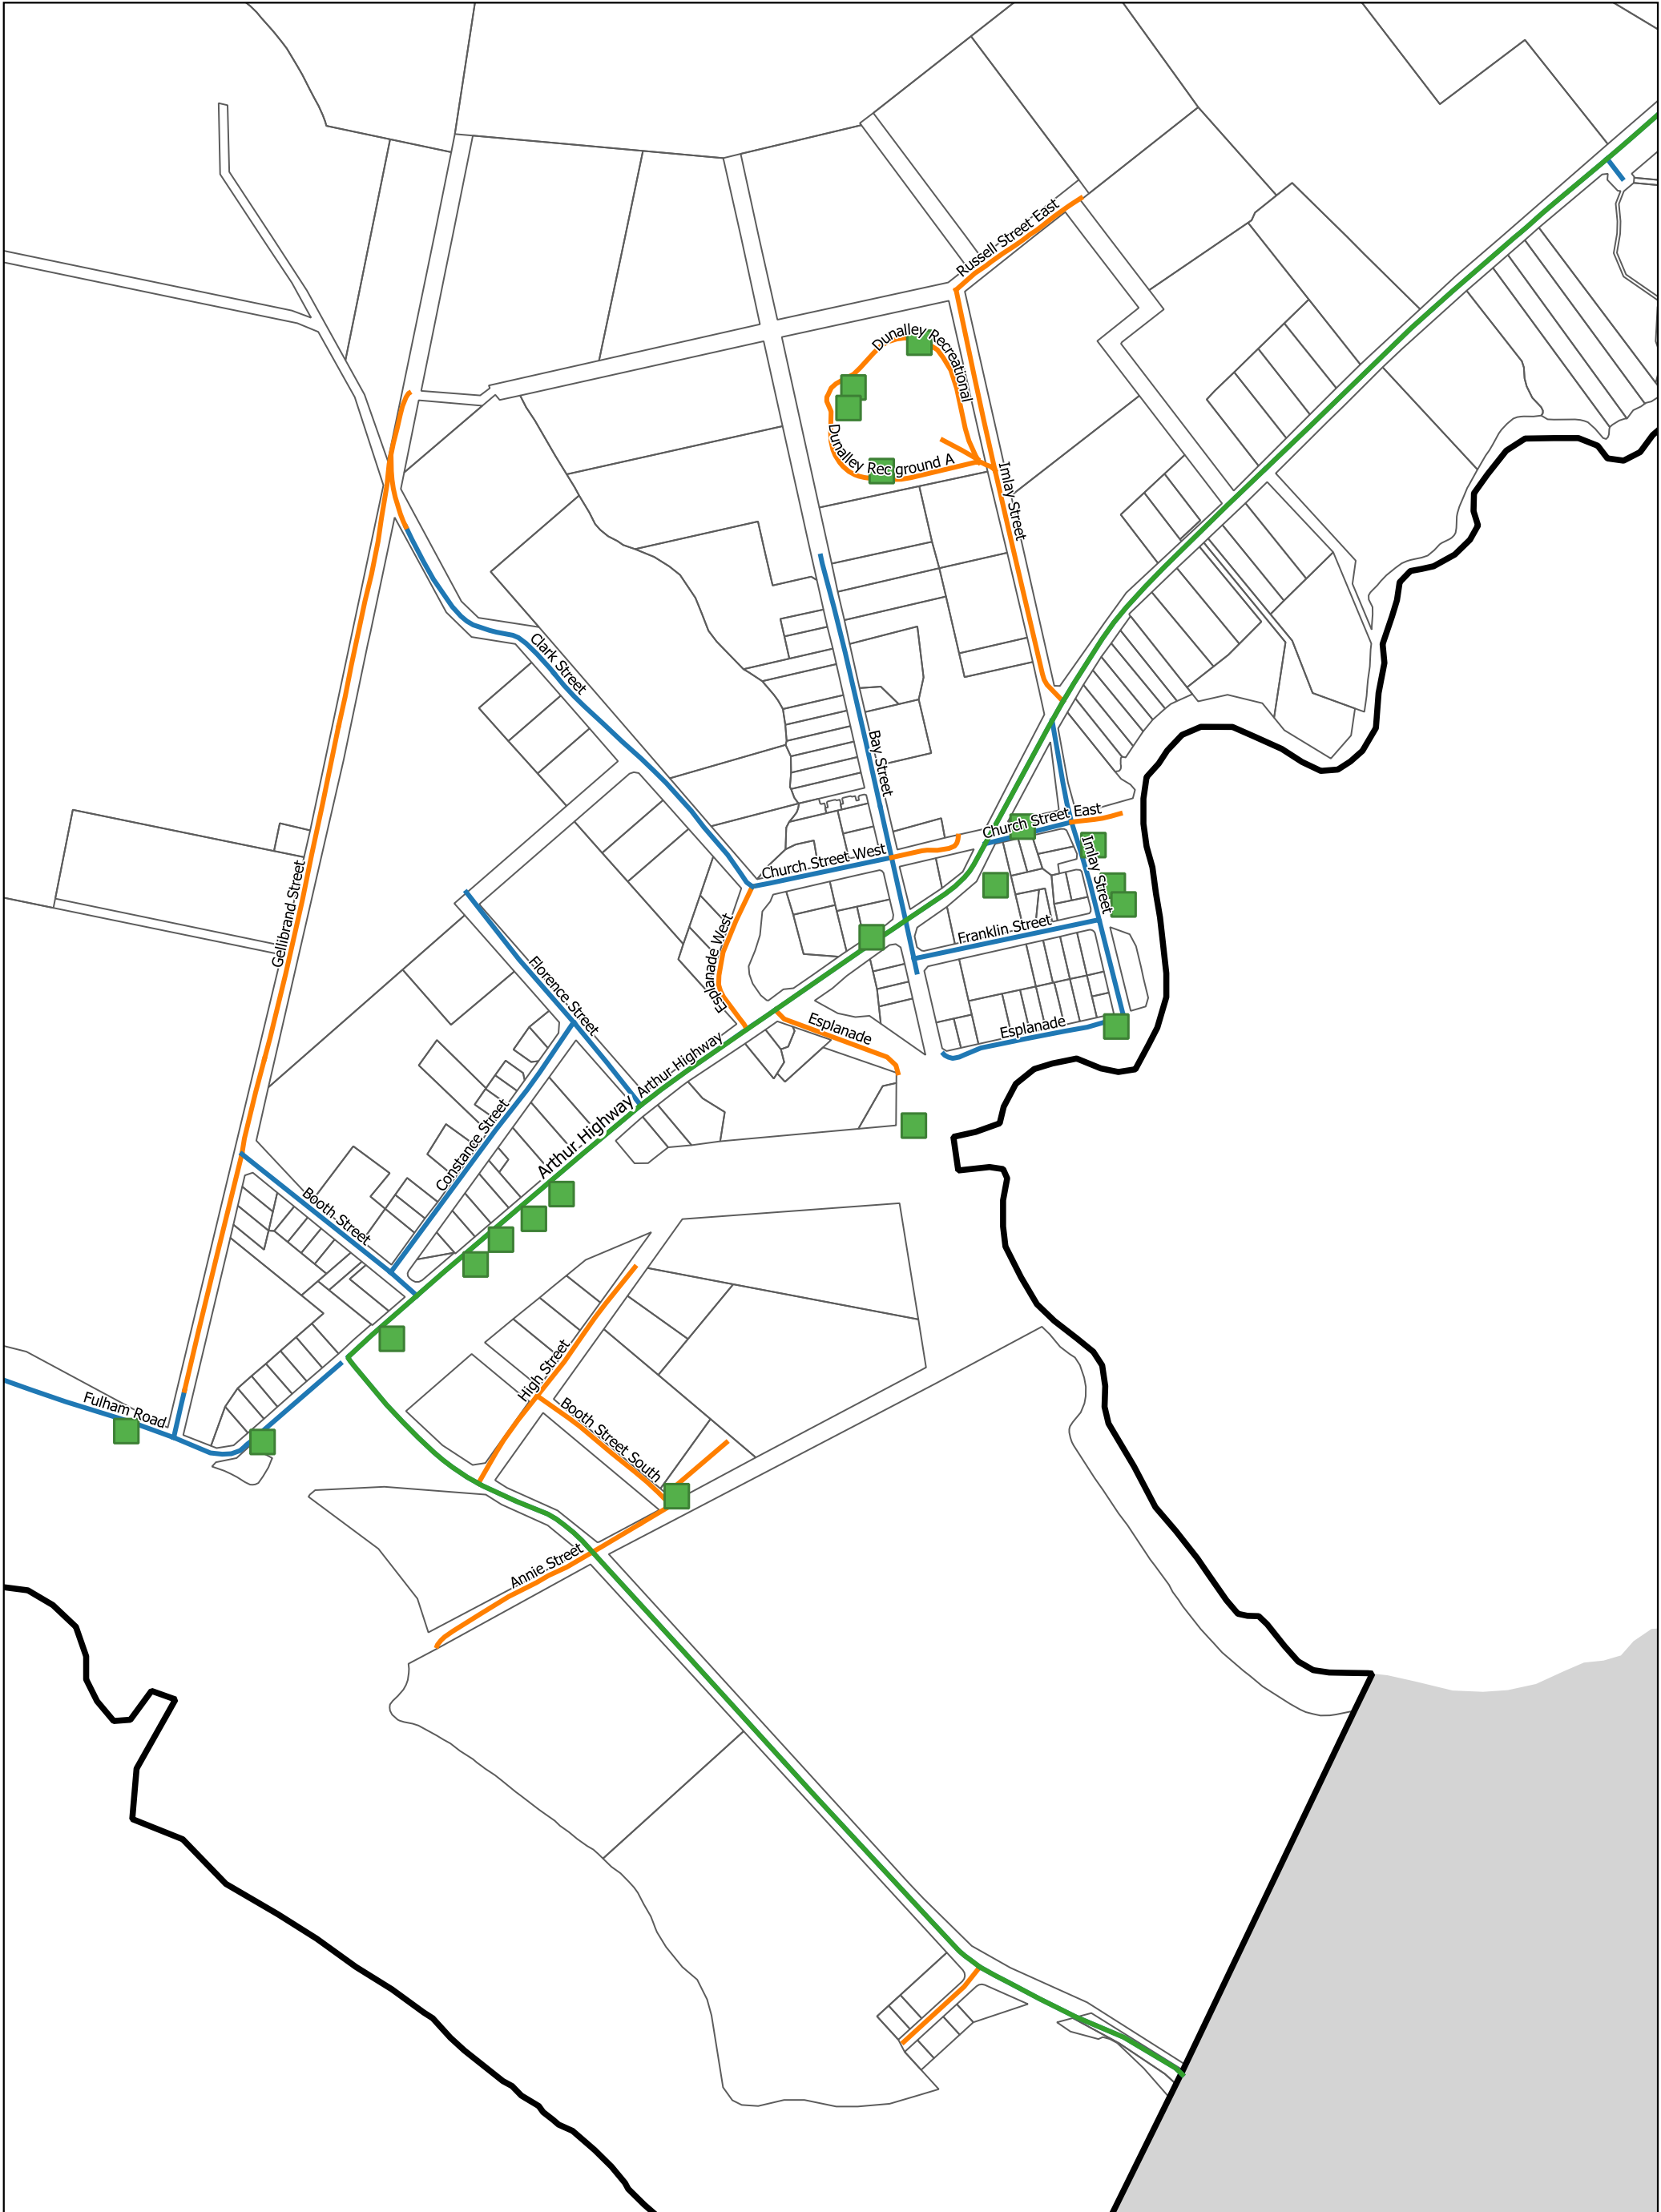 Russell Street East
Dunalley Recreational
Dunalley Rec ground A
Imlay Street
Clark Street
Bay Street
Church Street East
Church Street West
Imlay Street
Gellibrand Street
Esplanade West
Franklin Street
Florence Street
Esplanade
Esplanade
Arthur Highway
Arthur Highway
Constance Street
Booth Street
High Street
Fulham Road
Booth Street South
Annie Street